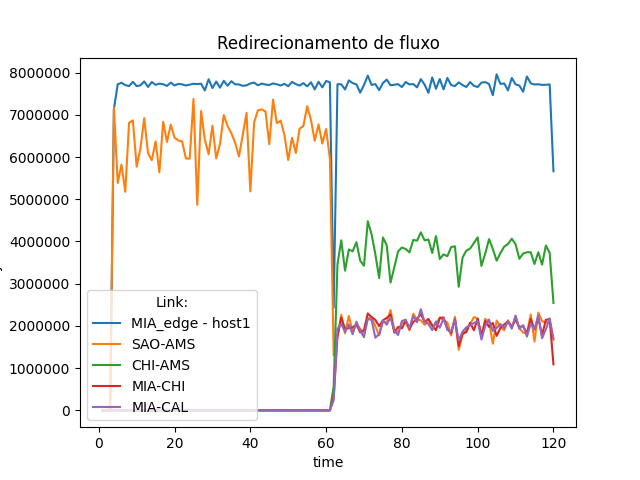 Redirecionamento de fluxo
8000000
7000000
6000000
5000000
4000000
3000000
2000000
1000000
0
Link:
MIA_edge - host1
SAO-AMS
CHI-AMS
MIA-CHI
MIA-CAL
0 20 40 60 80 100 120
time